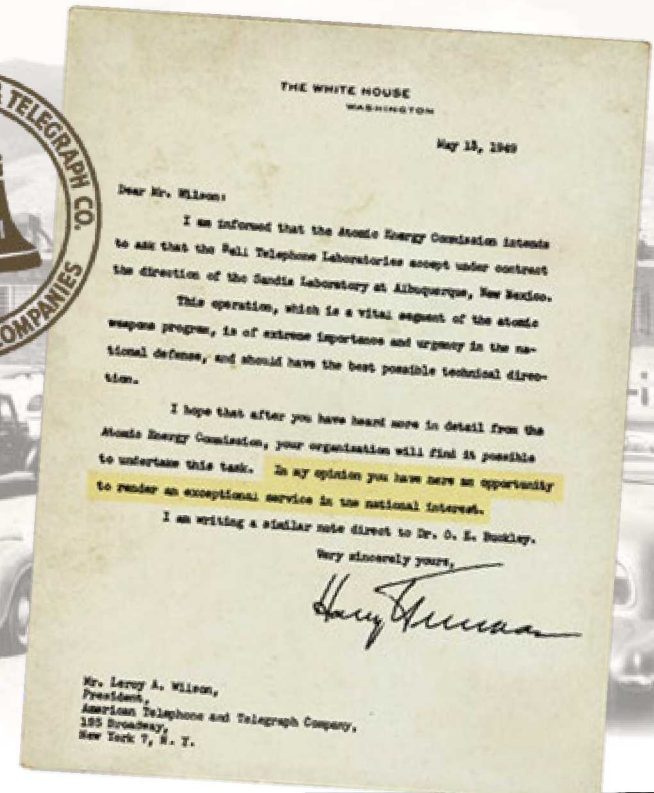 TELEGRAPH CO.
COMPANIES
THE WHITE HOUSE
WASHINGTON
May 13, 1949
Dear Mr. Wilson:
I am informed that the Atomic Energy Commission intends
to ask that the Bell Telephone Laboratories accept under contract
the direction of the Sandia Laboratory at Albuquerque, New Mexico.
This operation, which is a vital segment of the atomic
weapons program, is of extreme importance and urgency in the na-
tional defense, and should have the best possible technical direc-
tion.
I hope that after you have heard more in detail from the
Atomic Energy Commission, your organization will find it possible
to undertake this task. In my opinion you have here an opportunity
to render an exceptional service in the national interest.
I am writing a similar note direct to Dr. O. E. Buckley.
Very sincerely yours,
Harry Truman
Mr. Leroy A. Wilson,
President,
American Telephone and Telegraph Company,
195 Broadway,
New York 7, N. Y.